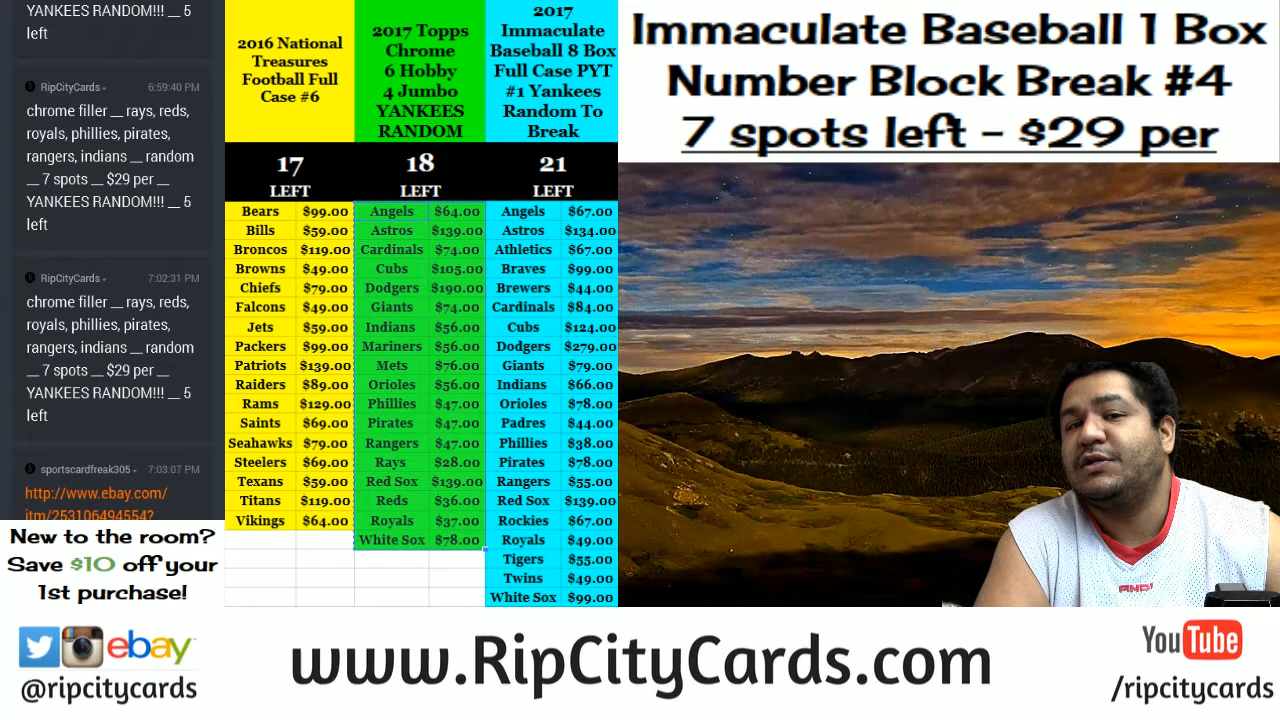 YANKEES RANDOM!!! __ 5
left
RipCityCards
6:59:40 PM
chrome filler __ rays, reds,
royals, phillies, pirates,
rangers, indians __ random
__ 7 spots __ $29 per __
YANKEES RANDOM!!! __ 5
left
RipCityCards
7:02:31 PM
chrome filler __ rays, reds,
royals, phillies, pirates,
rangers, indians __ random
__ 7 spots __ $29 per __
YANKEES RANDOM!!! __ 5
left
sportscardfreak305
7:03:07 PM
http://www.ebay.com/
itm/253106494554?
New to the room?
Save $10 off your
1st purchase!
2016 National
Treasures
Football Full
Case #6
17
LEFT
Bears $99.00
Bills $59.00
Broncos $119.00
Browns $49.00
Chiefs $79.00
Falcons $49.00
Jets $59.00
Packers $99.00
Patriots $139.00
Raiders $89.00
Rams $129.00
Saints $69.00
Seahawks $79.00
Steelers $69.00
Texans $59.00
Titans $119.00
Vikings $64.00
2017 Topps
Chrome
6 Hobby
4 Jumbo
YANKEES
RANDOM
18
LEFT
Angels $64.00
Astros $139.00
Cardinals $74.00
Cubs $105.00
Dodgers $190.00
Giants $74.00
Indians $56.00
Mariners $56.00
Mets $76.00
Orioles $56.00
Phillies $47.00
Pirates $47.00
Rangers $47.00
Rays $28.00
Red Sox $139.00
Reds $36.00
Royals $37.00
White Sox $78.00
2017
Immaculate
Baseball 8 Box
Full Case PYT
#1 Yankees
Random To
Break
21
LEFT
Angels $67.00
Astros $134.00
Athletics $67.00
Braves $99.00
Brewers $44.00
Cardinals $84.00
Cubs $124.00
Dodgers $279.00
Giants $79.00
Indians $66.00
Orioles $78.00
Padres $44.00
Phillies $38.00
Pirates $78.00
Rangers $55.00
Red Sox $139.00
Rockies $67.00
Royals $49.00
Tigers $55.00
Twins $49.00
White Sox $99.00
Immaculate Baseball 1 Box
Number Block Break #4
7 spots left - $29 per
AND1
ebay
@ripcitycards
www.RipCityCards.com
YouTube
/ripcitycards